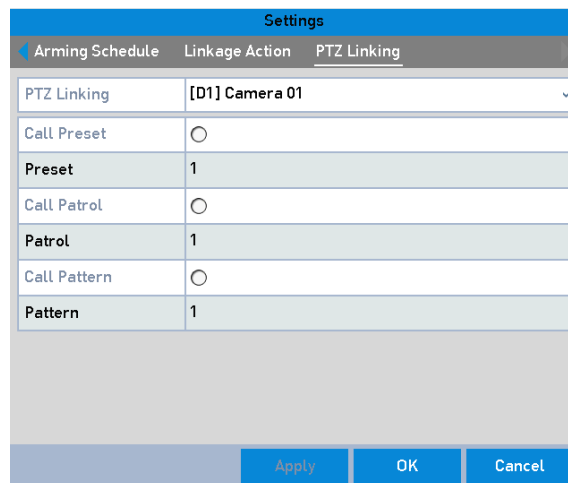 Settings
Arming Schedule Linkage Action PTZ Linking
PTZ Linking [D1] Camera 01
Call Preset
Preset 1
Call Patrol
Patrol 1
Call Pattern
Pattern 1
Apply OK Cancel